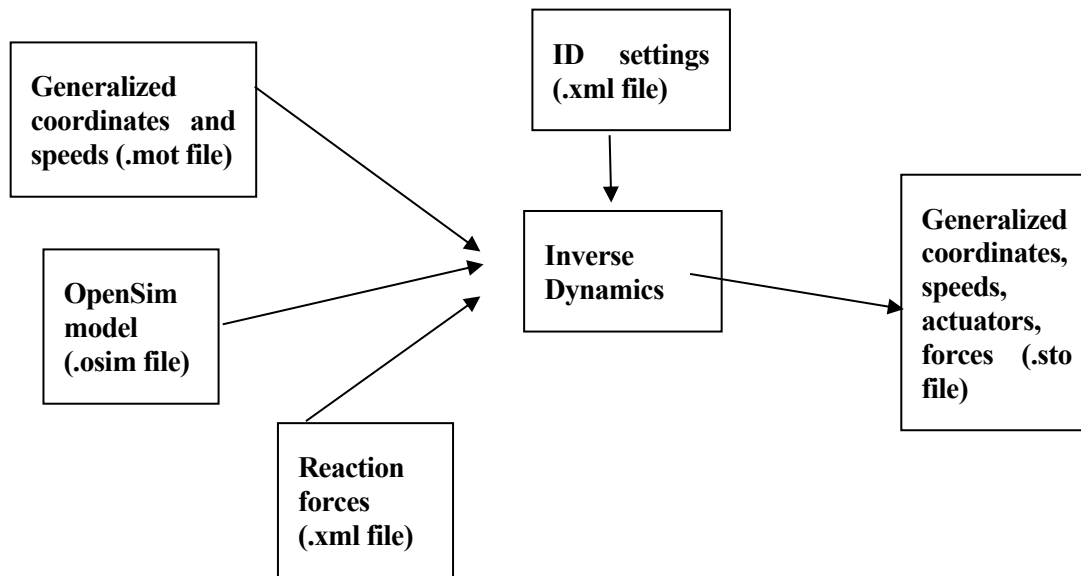 Generalized
coordinates and
speeds (.mot file)
ID settings
(.xml file)
OpenSim
model
(.osim file)
Inverse
Dynamics
Reaction
forces
(.xml file)
Generalized
coordinates,
speeds,
actuators,
forces (.sto
file)